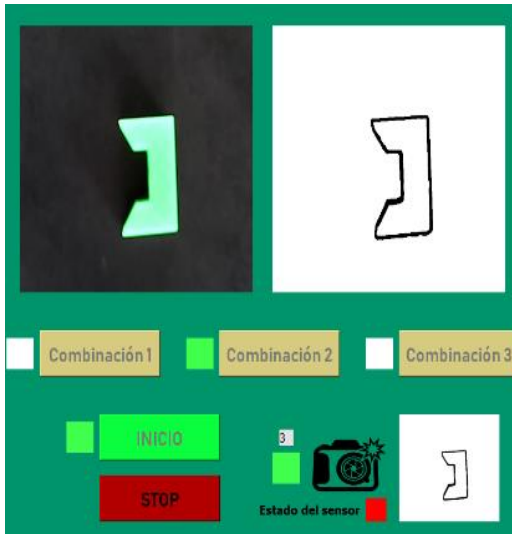 Combinación 1
Combinación 2
Combinación 3
INICIO
3
STOP
Estado del sensor